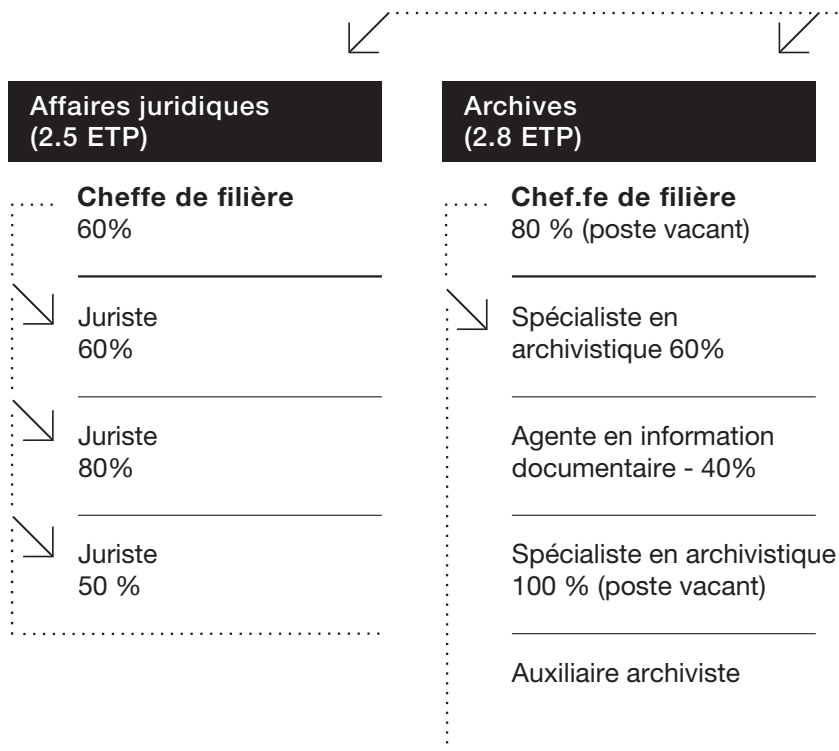 Affaires juridiques
(2.5 ETP)
Cheffe de filière
60%
Juriste
60%
Juriste
80%
Juriste
50 %
Archives
(2.8 ETP)
Chef.fe de filière
80 % (poste vacant)
Spécialiste en
archivistique 60%
Agente en information
documentaire - 40%
Spécialiste en archivistique
100 % (poste vacant)
Auxiliaire archiviste